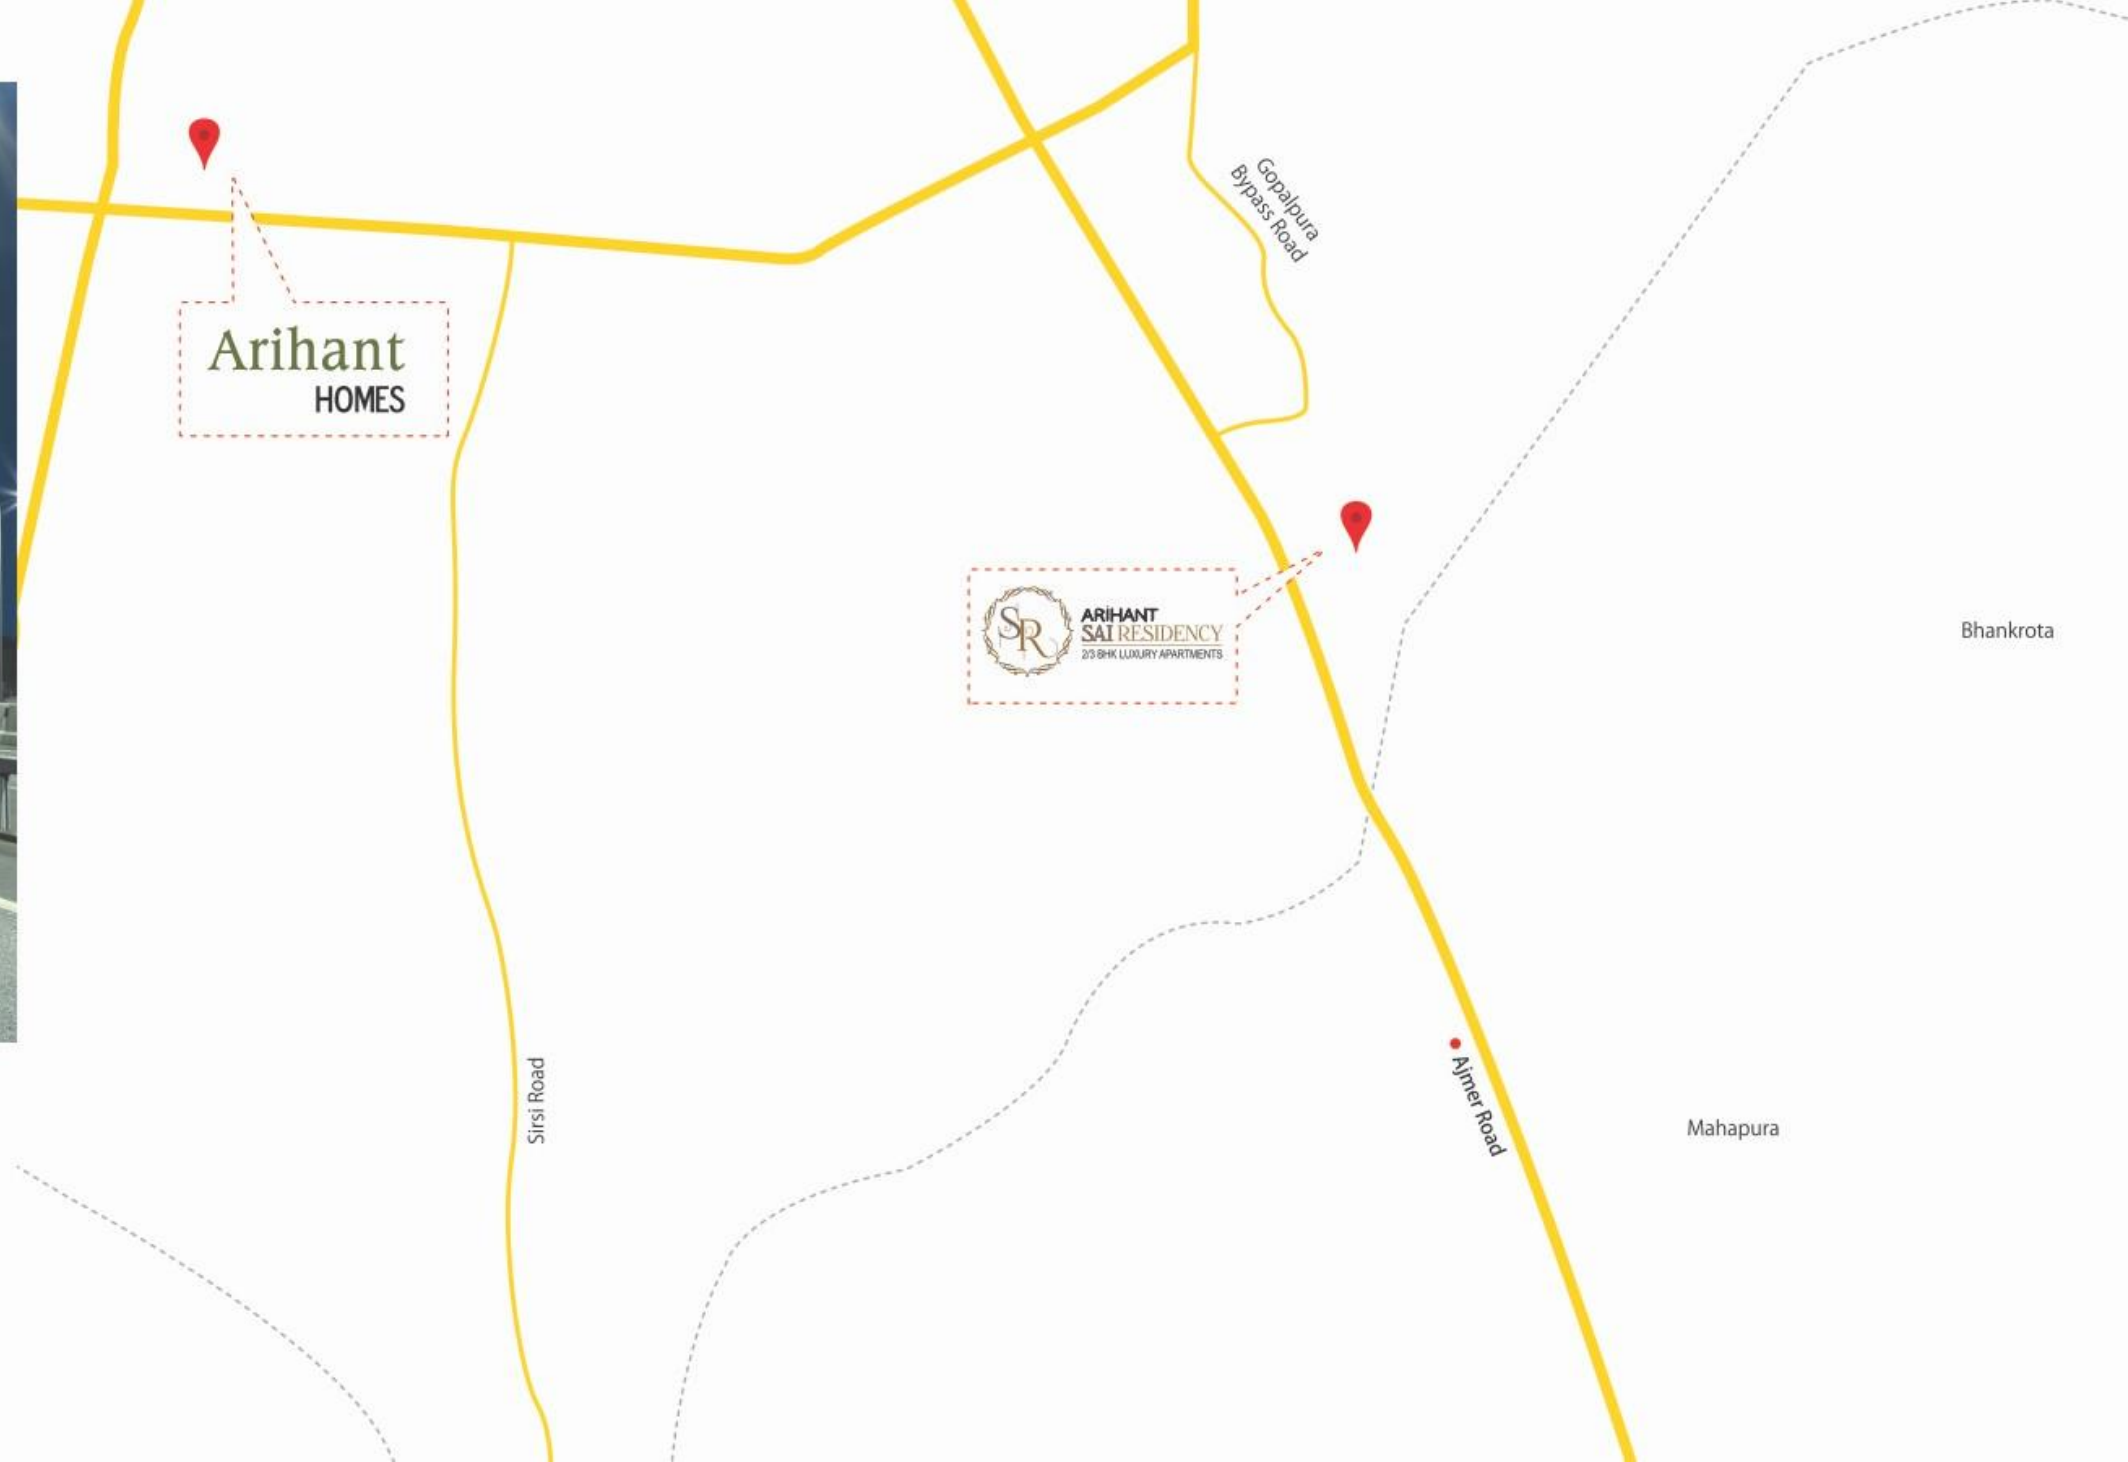 Gopalpura
Bypass Road
Arihant
HOMES
SR
ARIHANT
SAI RESIDENCY
2/3 BHK LUXURY APARTMENTS
Bhankrota
Sirsi Road
Ajmer Road
Mahapura